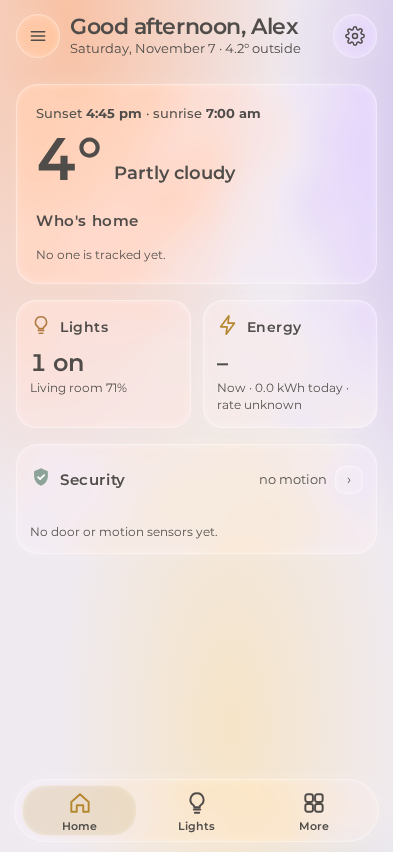 Good afternoon, Alex
Saturday, November 7 · 4.2° outside
Sunset 4:45 pm · sunrise 7:00 am
4° Partly cloudy
Who's home
No one is tracked yet.
Lights
1 on
Living room 71%
Energy
–
Now · 0.0 kWh today ·
rate unknown
Security
no motion ›
No door or motion sensors yet.
Home
Lights
More